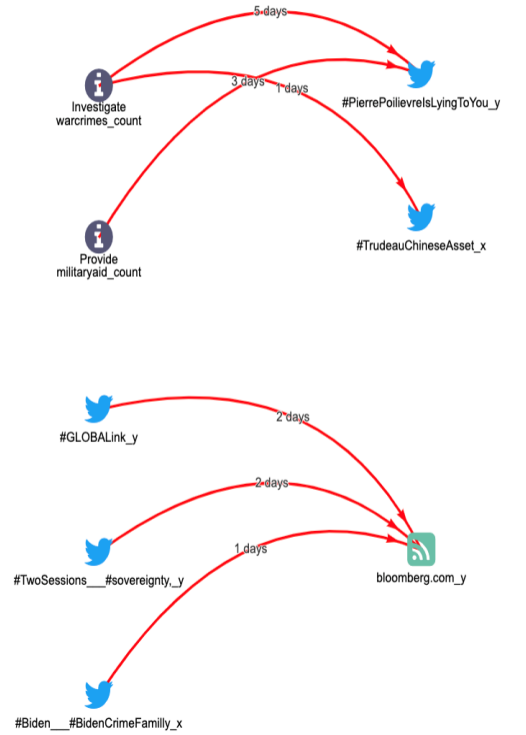 5 days
Investigate
warcrimes_count
3 days
1 days
#PierrePoilievreIsLyingToYou_y
Provide
militaryaid_count
#TrudeauChineseAsset_x
#GLOBALink_y
2 days
2 days
#TwoSessions___#sovereignty,_y
1 days
bloomberg.com_y
#Biden___#BidenCrimeFamilly_x